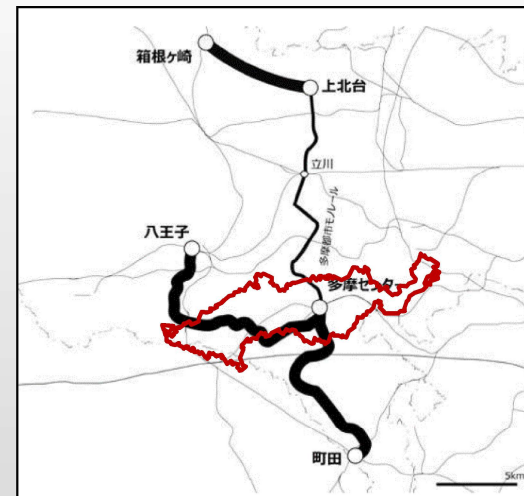 箱根ヶ崎
上北台
立川
多摩都市モノレール
八王子
多摩センター
町田
5km